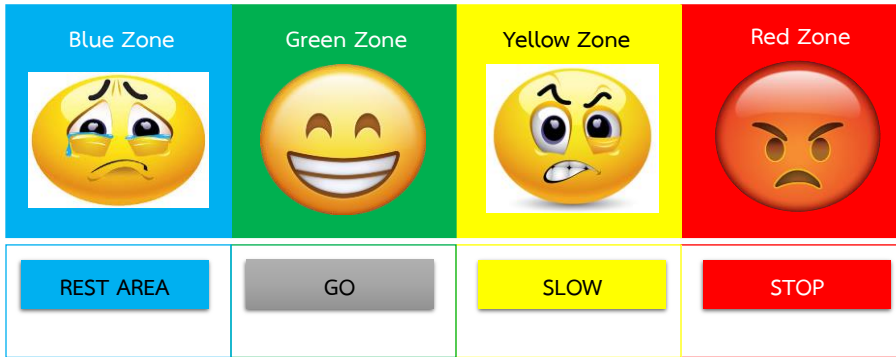 Blue Zone
Green Zone
Yellow Zone
Red Zone
REST AREA
GO
SLOW
STOP